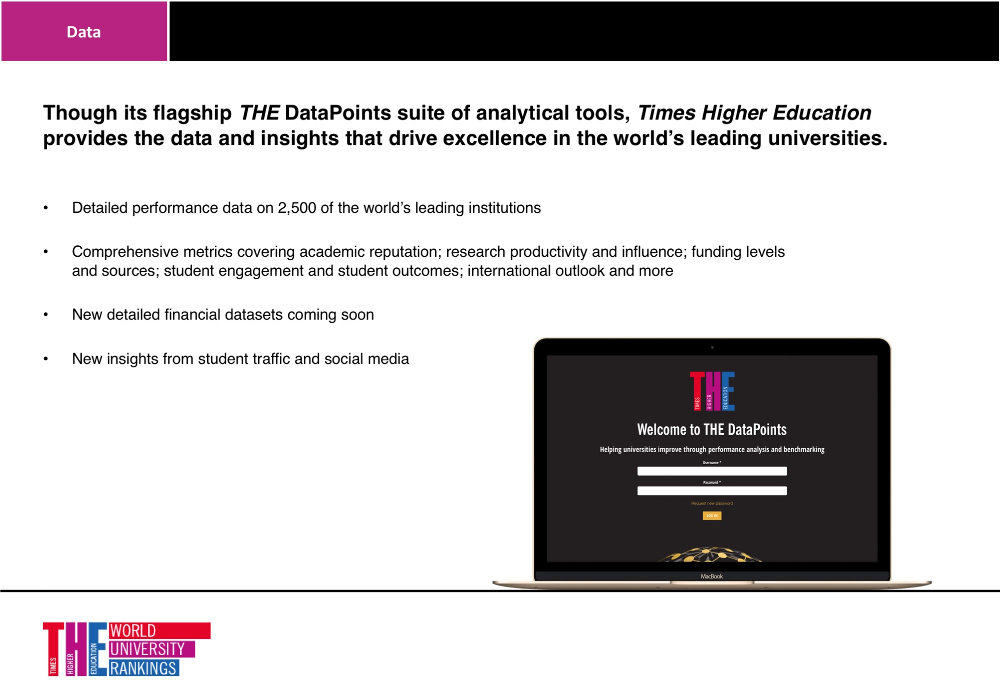 Data
Though its flagship THE DataPoints suite of analytical tools, Times Higher Education
provides the data and insights that drive excellence in the world’s leading universities.
• Detailed performance data on 2,500 of the world’s leading institutions
• Comprehensive metrics covering academic reputation; research productivity and influence; funding levels
and sources; student engagement and student outcomes; international outlook and more
• New detailed financial datasets coming soon
• New insights from student traffic and social media
THE
TIMES
HIGHER
EDUCATION
Welcome to THE DataPoints
Helping universities improve through performance analysis and benchmarking
Username *
Password *
Request new password
LOG IN
MacBook
THE
TIMES
HIGHER
EDUCATION
WORLD
UNIVERSITY
RANKINGS